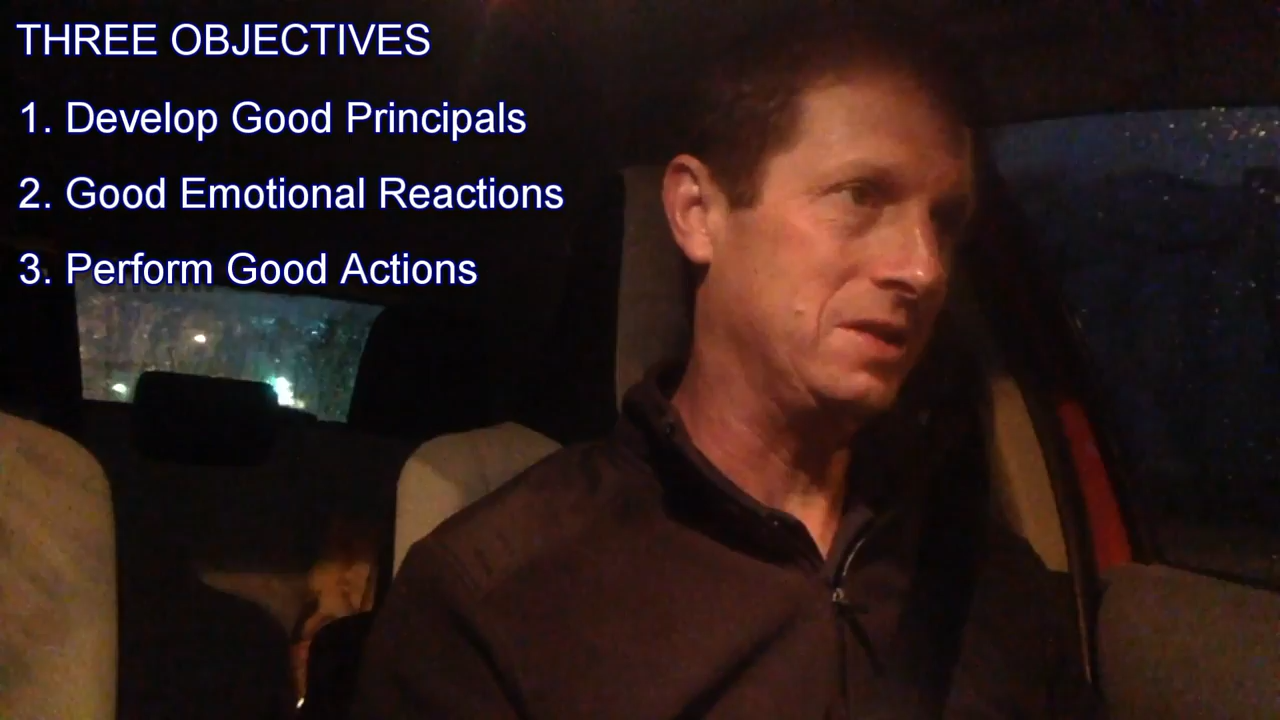 THREE OBJECTIVES
1. Develop Good Principals
2. Good Emotional Reactions
3. Perform Good Actions